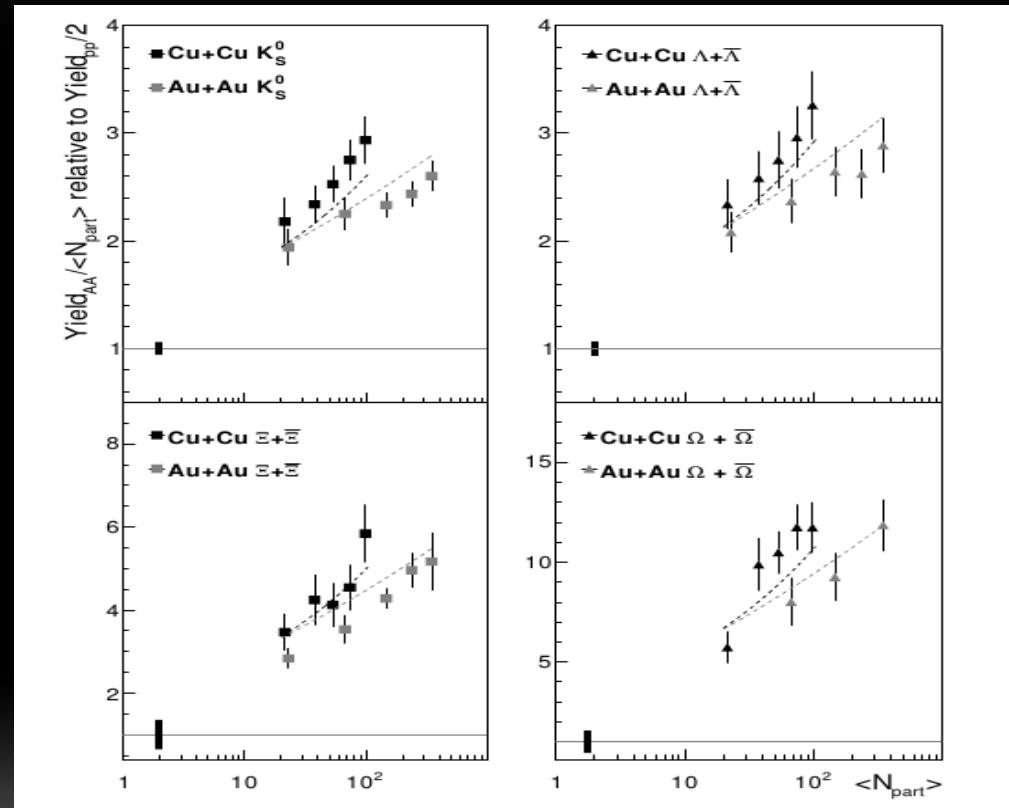 Yield_AA/<N_part> relative to Yield_pp/2
4
3
2
1
Cu+Cu K⁰_S
Au+Au K⁰_S
4
3
2
1
Cu+Cu Λ+Λ̅
Au+Au Λ+Λ̅
8
6
4
2
Cu+Cu Ξ+Ξ̅
Au+Au Ξ+Ξ̅
15
10
5
Cu+Cu Ω + Ω̅
Au+Au Ω + Ω̅
1 10 10²
1 10 10² <N_part>